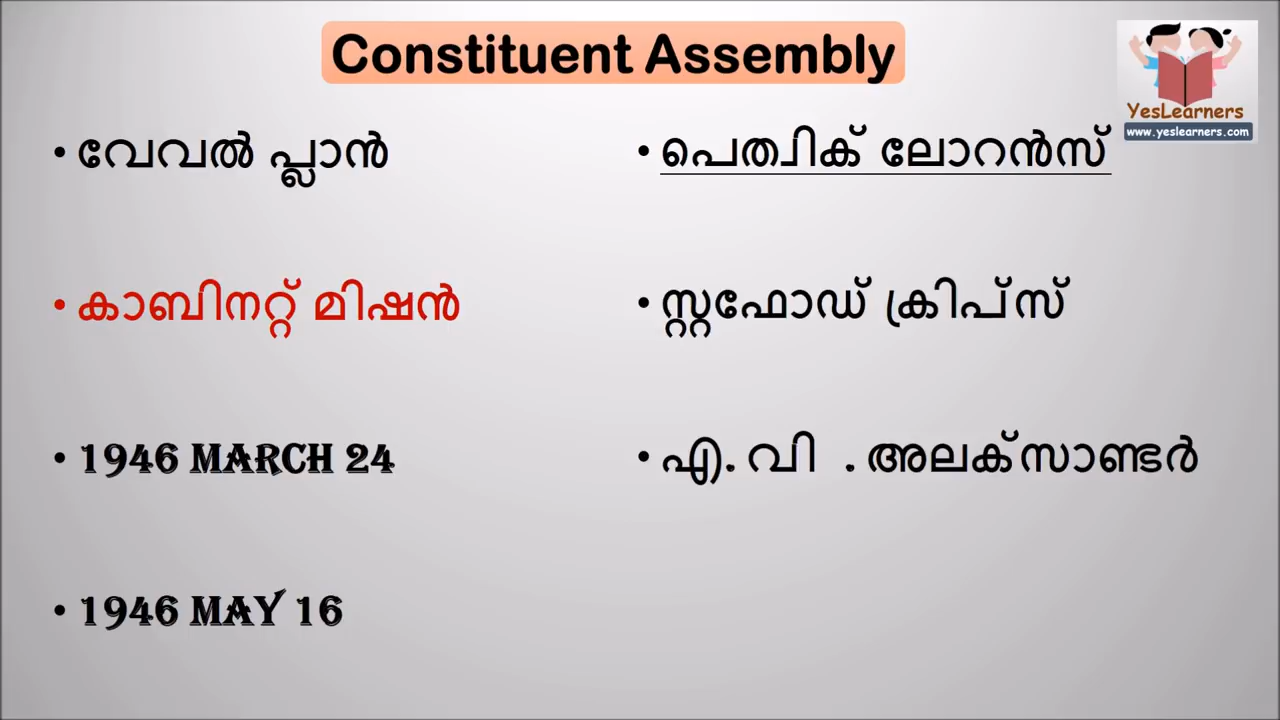 Constituent Assembly
YesLearners
www.yeslearners.com
• വേവൽ പ്ലാൻ
• കാബിനറ്റ് മിഷൻ
• 1946 MARCH 24
• 1946 MAY 16
• പെത്വിക് ലോറൻസ്
• സ്റ്റഫോഡ് ക്രിപ്സ്
• എ. വി . അലക്സാണ്ടർ